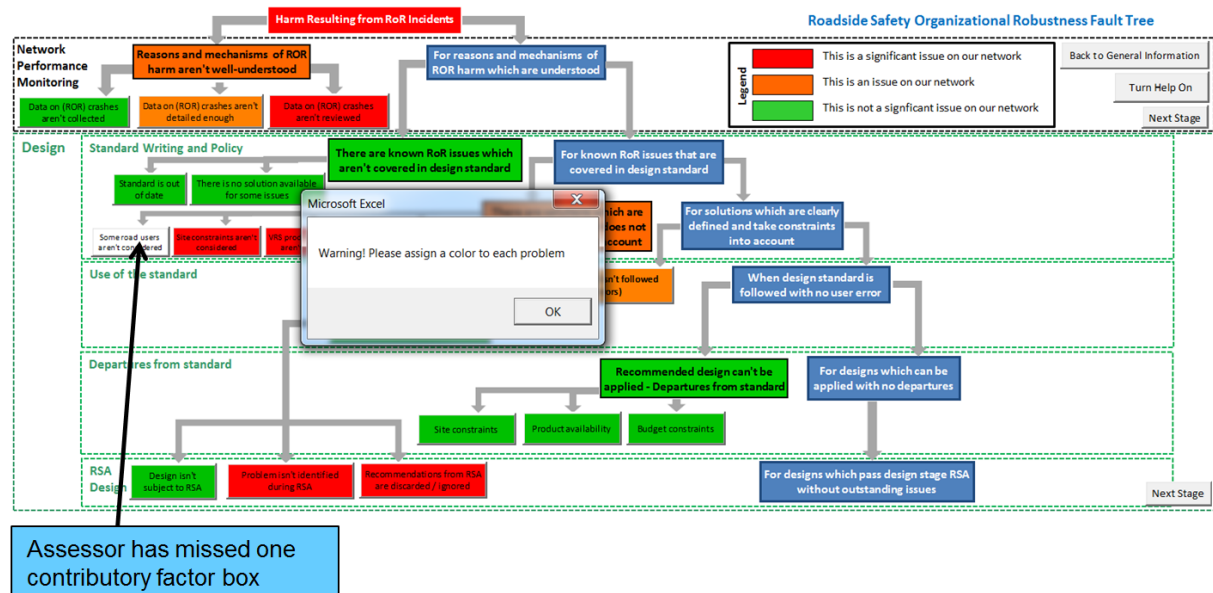 Harm Resulting from RoR Incidents
Roadside Safety Organizational Robustness Fault Tree
Network
Performance
Monitoring
Reasons and mechanisms of ROR
harm aren't well-understood
For reasons and mechanisms of
ROR harm which are understood
Legend
This is a significant issue on our network
This is an issue on our network
This is not a signficant issue on our network
Back to General Information
Turn Help On
Next Stage
Data on (ROR) crashes
aren't collected
Data on (ROR) crashes aren't
detailed enough
Data on (ROR) crashes
aren't reviewed
Design
Standard Writing and Policy
There are known RoR issues which
aren't covered in design standard
For known RoR issues that are
covered in design standard
Standard is out
of date
There is no solution available
for some issues
Microsoft Excel
Warning! Please assign a color to each problem
OK
hich are
does not
account
For solutions which are clearly
defined and take constraints
into account
Some road users
aren't considered
Site constraints aren't
considered
VRS
aren't
Use of the standard
n't followed
ors)
When design standard is
followed with no user error
Departures from standard
Recommended design can't be
applied - Departures from standard
For designs which can be
applied with no departures
Site constraints
Product availability
Budget constraints
RSA
Design
Design isn't
subject to RSA
Problem isn't identified
during RSA
Recommendations from RSA
are discarded / ignored
For designs which pass design stage RSA
without outstanding issues
Next Stage
Assessor has missed one
contributory factor box